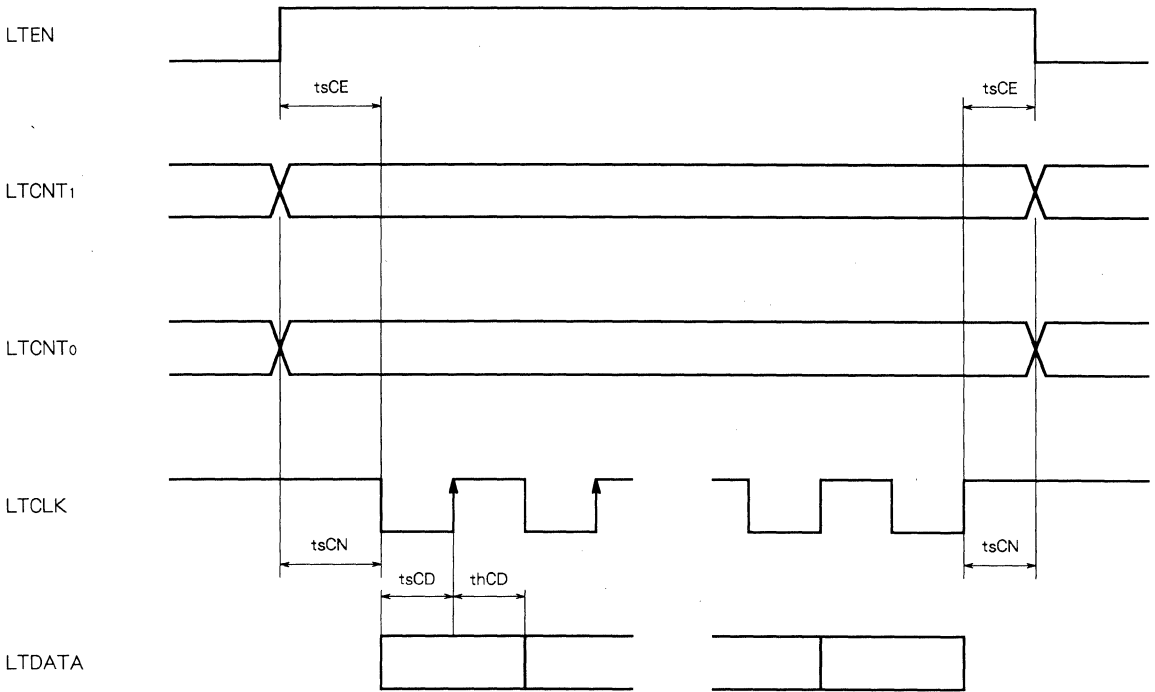 LTEN
tsCE tsCE
LTCNT₁
LTCNT₀
LTCLK
tsCN tsCN
tsCD thCD
LTDATA